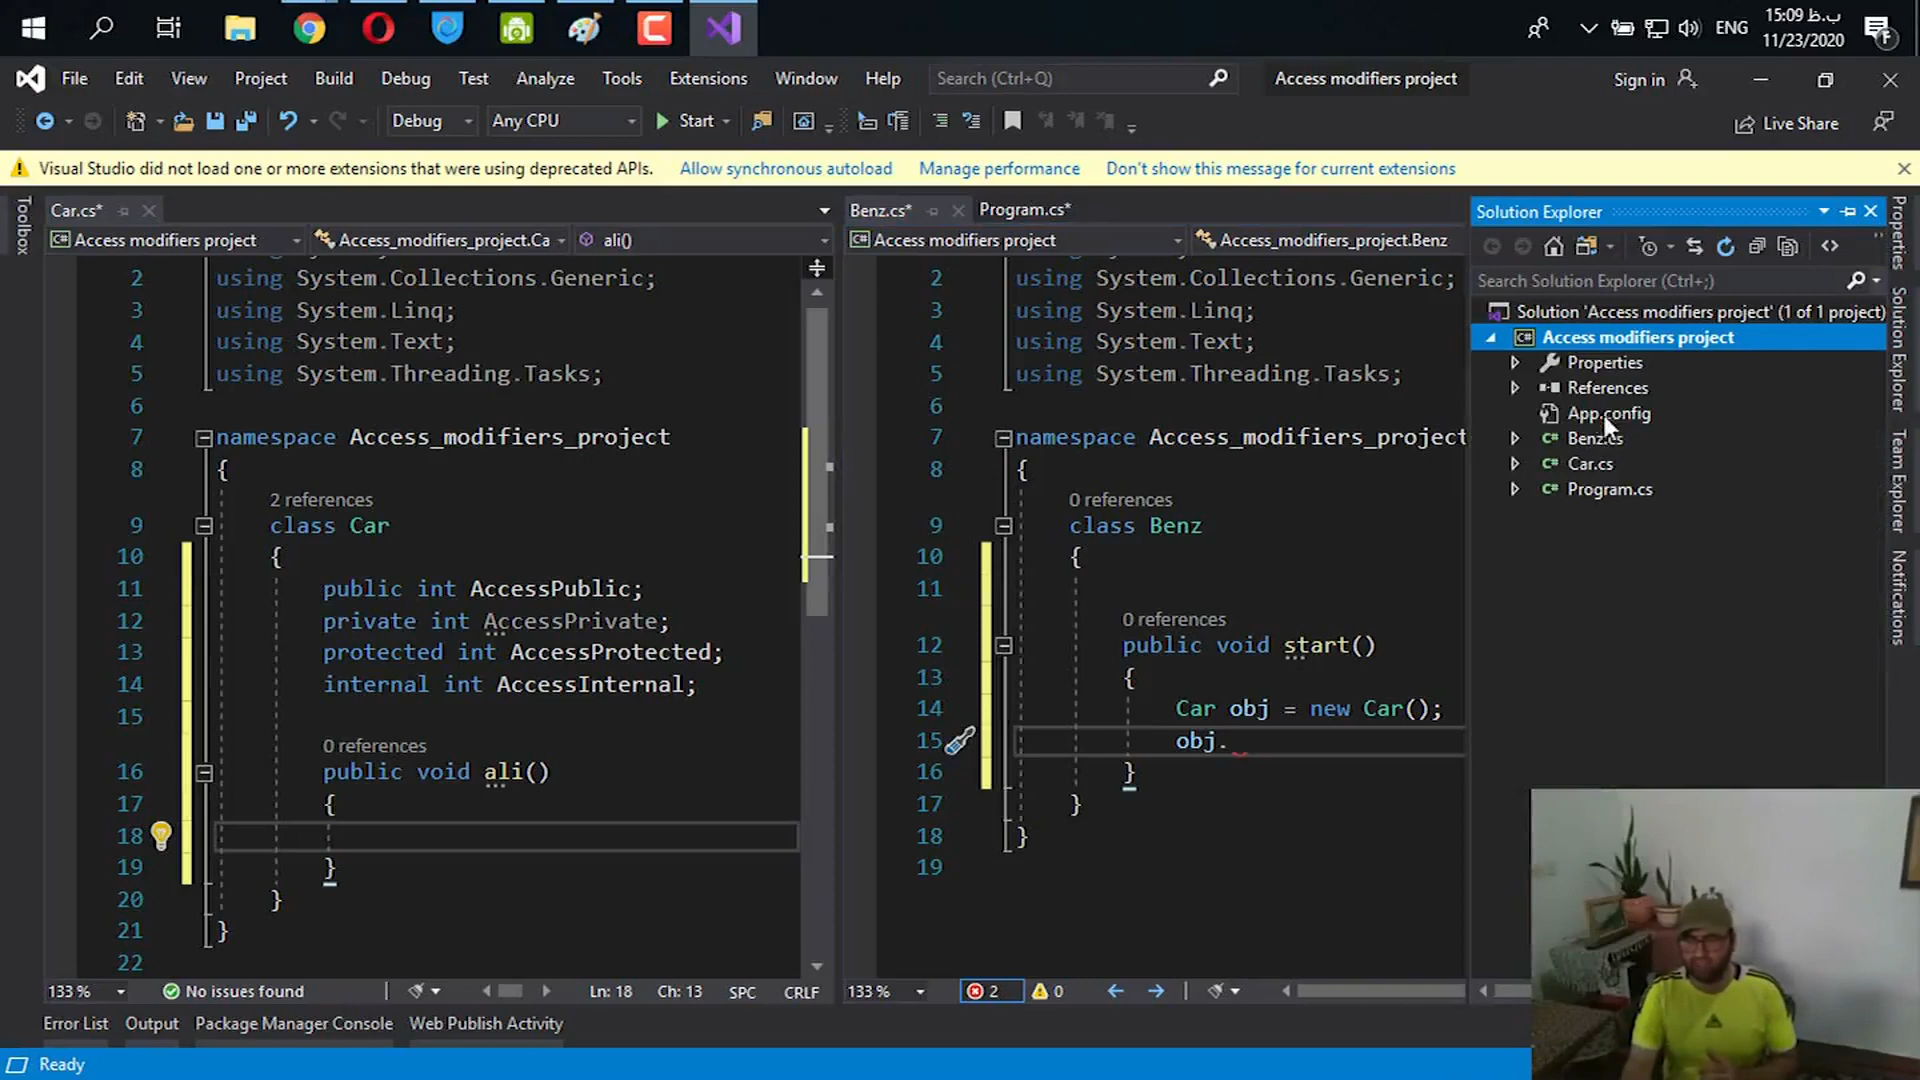 15:09 ب.ظ
ENG
11/23/2020
File Edit View Project Build Debug Test Analyze Tools Extensions Window Help
Search (Ctrl+Q)
Access modifiers project
Sign in
Debug
Any CPU
Start
Live Share
Visual Studio did not load one or more extensions that were using deprecated APIs.
Allow synchronous autoload
Manage performance
Don't show this message for current extensions
Toolbox
Car.cs*
Access modifiers project
Access_modifiers_project.Ca
ali()
2 using System.Collections.Generic;
3 using System.Linq;
4 using System.Text;
5 using System.Threading.Tasks;
6
7 namespace Access_modifiers_project
8 {
2 references
9 class Car
10 {
11 public int AccessPublic;
12 private int AccessPrivate;
13 protected int AccessProtected;
14 internal int AccessInternal;
15
0 references
16 public void ali()
17 {
18
19 }
20 }
21 }
22
133 %
No issues found
Ln: 18
Ch: 13
SPC
CRLF
Benz.cs*
Program.cs*
Access modifiers project
Access_modifiers_project.Benz
2 using System.Collections.Generic;
3 using System.Linq;
4 using System.Text;
5 using System.Threading.Tasks;
6
7 namespace Access_modifiers_project
8 {
0 references
9 class Benz
10 {
11
0 references
12 public void start()
13 {
14 Car obj = new Car();
15 obj.
16 }
17 }
18 }
19
133 %
2
0
Solution Explorer
Search Solution Explorer (Ctrl+;)
Solution 'Access modifiers project' (1 of 1 project)
Access modifiers project
Properties
References
App.config
Benz.cs
Car.cs
Program.cs
Properties
Solution Explorer
Team Explorer
Notifications
Error List
Output
Package Manager Console
Web Publish Activity
Ready